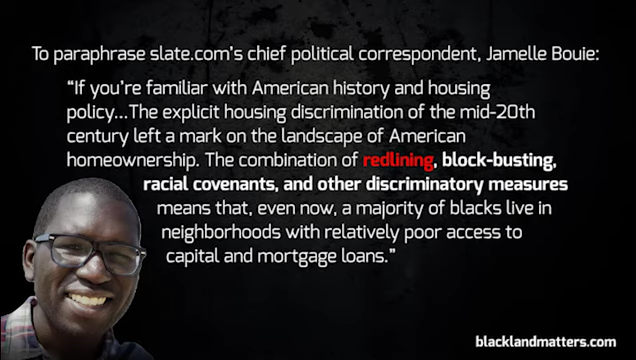 To paraphrase slate.com's chief political correspondent, Jamelle Bouie:
“If you're familiar with American history and housing
policy...The explicit housing discrimination of the mid-20th
century left a mark on the landscape of American
homeownership. The combination of redlining, block-busting,
racial covenants, and other discriminatory measures
means that, even now, a majority of blacks live in
neighborhoods with relatively poor access to
capital and mortgage loans.”
blacklandmatters.com